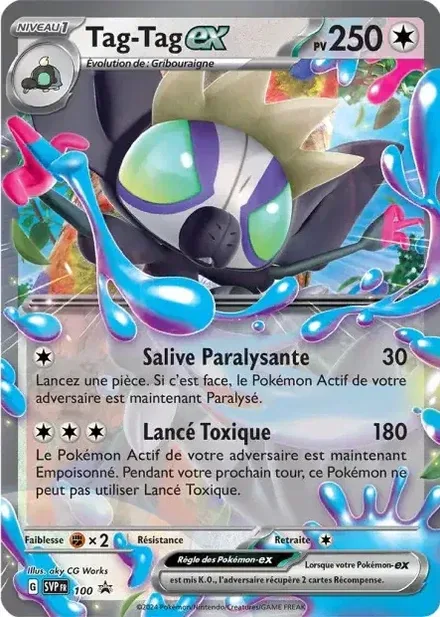 NIVEAU 1
Tag-Tag ex
PV 250
Évolution de : Gribouraigne
Salive Paralysante 30
Lancez une pièce. Si c'est face, le Pokémon Actif de votre
adversaire est maintenant Paralysé.
Lancé Toxique 180
Le Pokémon Actif de votre adversaire est maintenant
Empoisonné. Pendant votre prochain tour, ce Pokémon ne
peut pas utiliser Lancé Toxique.
Faiblesse ×2 Résistance Retraite
Illus. aky CG Works
Règle des Pokémon-ex Lorsque votre Pokémon-ex
est mis K.O., l'adversaire récupère 2 cartes Récompense.
G SVP FR 100
©2024 Pokémon/Nintendo/Creatures/GAME FREAK